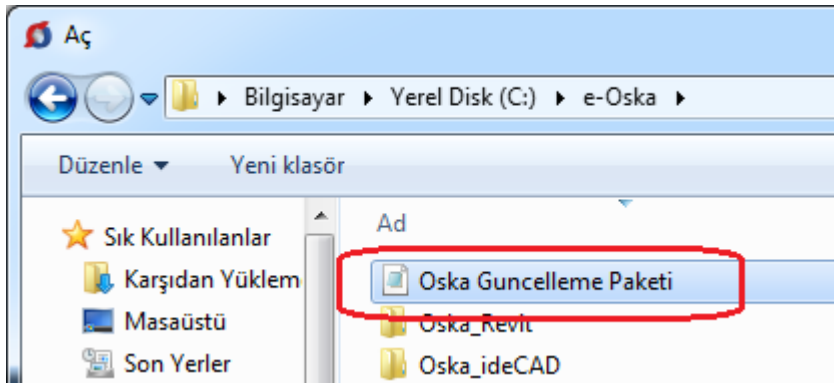 Aç
Bilgisayar Yerel Disk (C:) e-Oska
Düzenle Yeni klasör
Sık Kullanılanlar
Karşıdan Yüklem
Masaüstü
Son Yerler
Ad
Oska Guncelleme Paketi
Oska_Revit
Oska_ideCAD